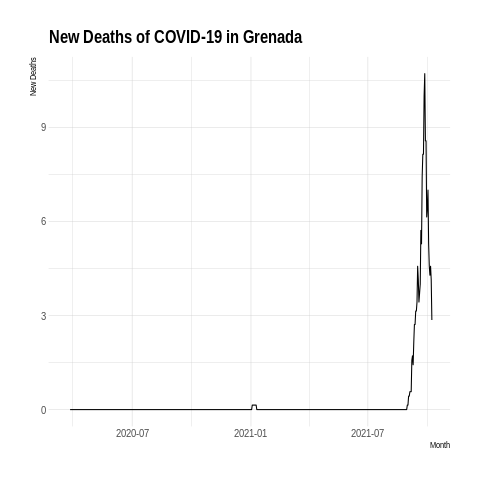 New Deaths of COVID-19 in Grenada
New Deaths
9
6
3
0
2020-07
2021-01
2021-07
Month